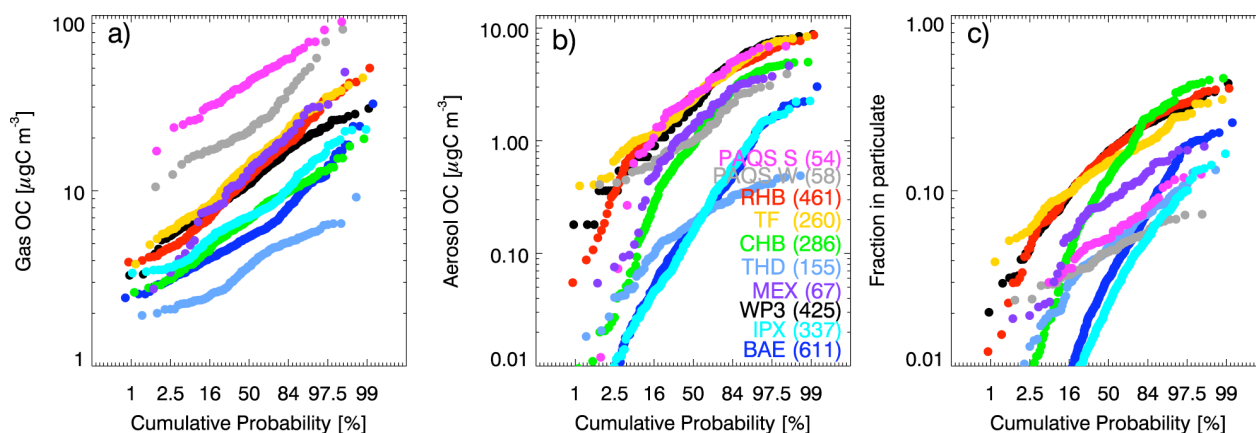 a)
Gas OC [µgC m-3]
100
10
1
1 2.5 16 50 84 97.5 99
Cumulative Probability [%]
b)
Aerosol OC [µgC m-3]
10.00
1.00
0.10
0.01
PAQS S (54)
PAQS W (58)
RHB (461)
TF (260)
CHB (286)
THD (155)
MEX (67)
WP3 (425)
IPX (337)
BAE (611)
1 2.5 16 50 84 97.5 99
Cumulative Probability [%]
c)
Fraction in particulate
1.00
0.10
0.01
1 2.5 16 50 84 97.5 99
Cumulative Probability [%]